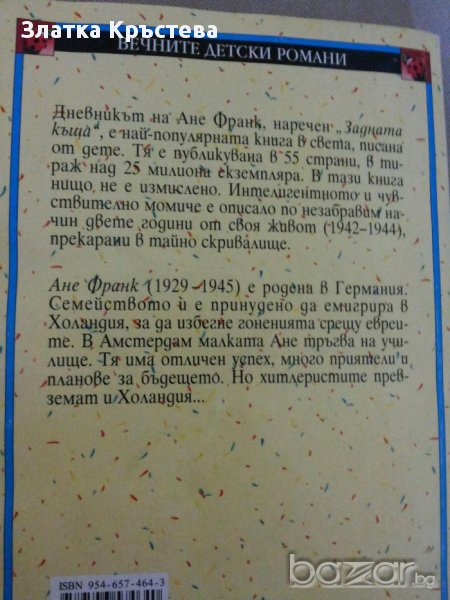 Златка Кръстева
ВЕЧНИТЕ ДЕТСКИ РОМАНИ
Дневникът на Ане Франк, наречен „Задната
къща“, е най-популярната книга в света, писана
от дете. Тя е публикувана в 55 страни, в ти-
раж над 25 милиона екземпляра. В тази книга
нищо не е измислено. Интелигентното и чув-
ствително момиче е описало по незабравим на-
чин двете години от своя живот (1942–1944),
прекарани в тайно скривалище.
Ане Франк (1929–1945) е родена в Германия.
Семейството ѝ е принудено да емигрира в
Холандия, за да избегне гоненията срещу евреи-
те. В Амстердам малката Ане тръгва на учи-
лище. Тя има отличен успех, много приятели и
планове за бъдещето. Но хитлеристите прев-
земат и Холандия...
ISBN 954-657-464-3
bazar.bg